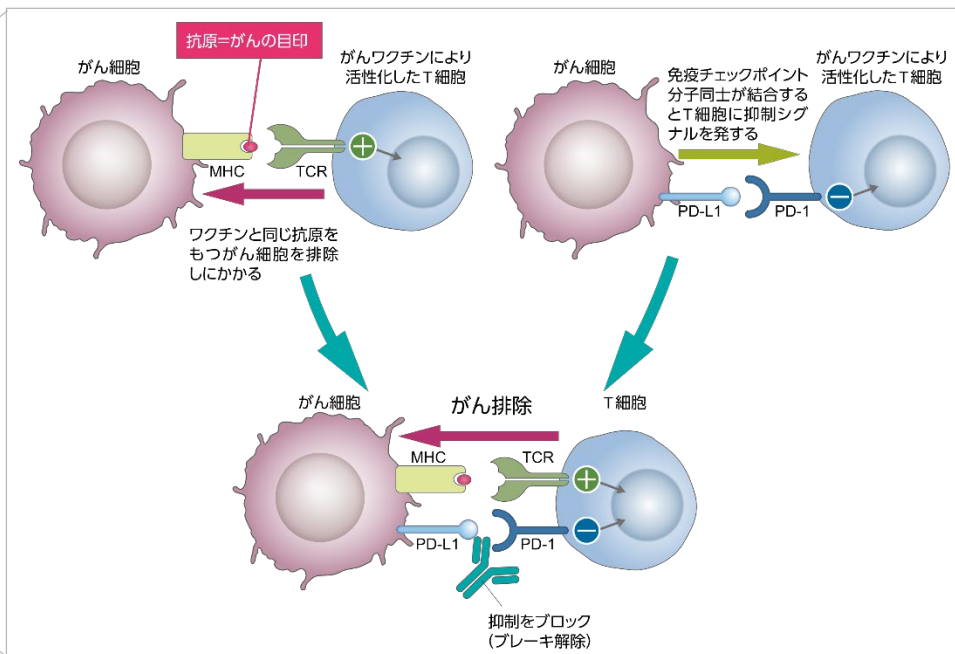 抗原=がんの目印
がん細胞
がんワクチンにより
活性化したT細胞
MHC
TCR
ワクチンと同じ抗原を
もつがん細胞を排除
しにかかる
がん細胞
免疫チェックポイント
分子同士が結合する
とT細胞に抑制シグ
ナルを発する
がんワクチンにより
活性化したT細胞
PD-L1
PD-1
がん細胞
がん排除
T細胞
MHC
TCR
PD-L1
PD-1
抑制をブロック
(ブレーキ解除)